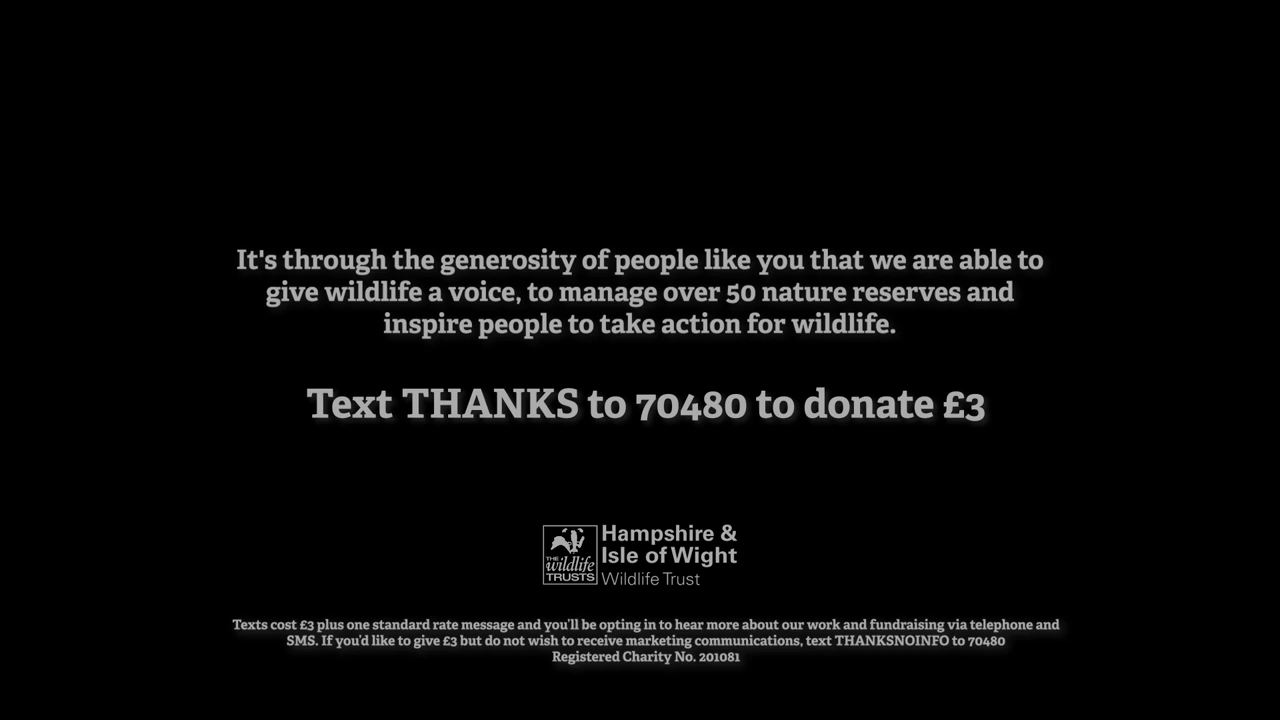 It's through the generosity of people like you that we are able to
give wildlife a voice, to manage over 50 nature reserves and
inspire people to take action for wildlife.
Text THANKS to 70480 to donate £3
THE
wildlife
TRUSTS
Hampshire &
Isle of Wight
Wildlife Trust
Texts cost £3 plus one standard rate message and you'll be opting in to hear more about our work and fundraising via telephone and
SMS. If you'd like to give £3 but do not wish to receive marketing communications, text THANKSNOINFO to 70480
Registered Charity No. 201081